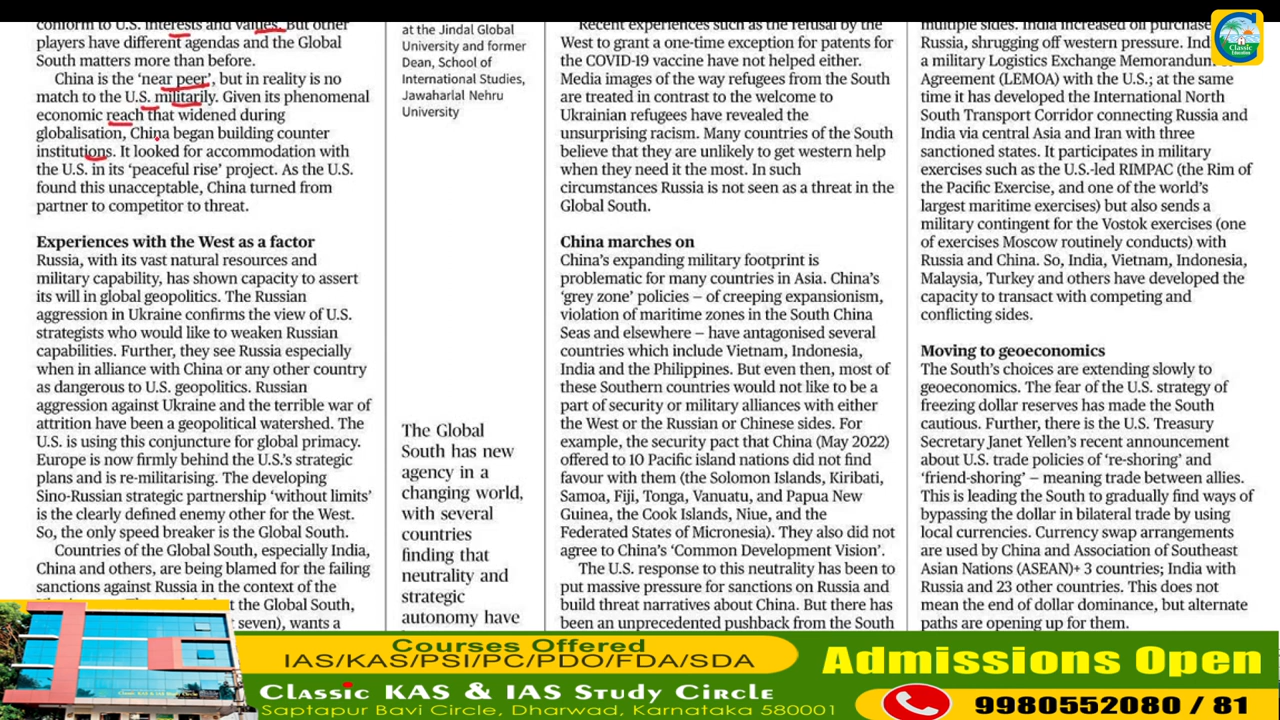 conform to U.S. interests and values. But other
players have different agendas and the Global
South matters more than before.
China is the ‘near peer’, but in reality is no
match to the U.S. militarily. Given its phenomenal
economic reach that widened during
globalisation, China began building counter
institutions. It looked for accommodation with
the U.S. in its ‘peaceful rise’ project. As the U.S.
found this unacceptable, China turned from
partner to competitor to threat.
Experiences with the West as a factor
Russia, with its vast natural resources and
military capability, has shown capacity to assert
its will in global geopolitics. The Russian
aggression in Ukraine confirms the view of U.S.
strategists who would like to weaken Russian
capabilities. Further, they see Russia especially
when in alliance with China or any other country
as dangerous to U.S. geopolitics. Russian
aggression against Ukraine and the terrible war of
attrition have been a geopolitical watershed. The
U.S. is using this conjuncture for global primacy.
Europe is now firmly behind the U.S.’s strategic
plans and is re-militarising. The developing
Sino-Russian strategic partnership ‘without limits’
is the clearly defined enemy other for the West.
So, the only speed breaker is the Global South.
Countries of the Global South, especially India,
China and others, are being blamed for the failing
sanctions against Russia in the context of the
the Global South,
seven), wants a
at the Jindal Global
University and former
Dean, School of
International Studies,
Jawaharlal Nehru
University
The Global
South has new
agency in a
changing world,
with several
countries
finding that
neutrality and
strategic
autonomy have
Recent experiences such as the refusal by the
West to grant a one-time exception for patents for
the COVID-19 vaccine have not helped either.
Media images of the way refugees from the South
are treated in contrast to the welcome to
Ukrainian refugees have revealed the
unsurprising racism. Many countries of the South
believe that they are unlikely to get western help
when they need it the most. In such
circumstances Russia is not seen as a threat in the
Global South.
China marches on
China’s expanding military footprint is
problematic for many countries in Asia. China’s
‘grey zone’ policies – of creeping expansionism,
violation of maritime zones in the South China
Seas and elsewhere – have antagonised several
countries which include Vietnam, Indonesia,
India and the Philippines. But even then, most of
these Southern countries would not like to be a
part of security or military alliances with either
the West or the Russian or Chinese sides. For
example, the security pact that China (May 2022)
offered to 10 Pacific island nations did not find
favour with them (the Solomon Islands, Kiribati,
Samoa, Fiji, Tonga, Vanuatu, and Papua New
Guinea, the Cook Islands, Niue, and the
Federated States of Micronesia). They also did not
agree to China’s ‘Common Development Vision’.
The U.S. response to this neutrality has been to
put massive pressure for sanctions on Russia and
build threat narratives about China. But there has
been an unprecedented pushback from the South
multiple sides. India increased oil
Russia, shrugging off western pressure.
a military Logistics Exchange
Agreement (LEMOA) with the U.S.; at the same
time it has developed the International North
South Transport Corridor connecting Russia and
India via central Asia and Iran with three
sanctioned states. It participates in military
exercises such as the U.S.-led RIMPAC (the Rim of
the Pacific Exercise, and one of the world’s
largest maritime exercises) but also sends a
military contingent for the Vostok exercises (one
of exercises Moscow routinely conducts) with
Russia and China. So, India, Vietnam, Indonesia,
Malaysia, Turkey and others have developed the
capacity to transact with competing and
conflicting sides.
Moving to geoeconomics
The South’s choices are extending slowly to
geoeconomics. The fear of the U.S. strategy of
freezing dollar reserves has made the South
cautious. Further, there is the U.S. Treasury
Secretary Janet Yellen’s recent announcement
about U.S. trade policies of ‘re-shoring’ and
‘friend-shoring’ – meaning trade between allies.
This is leading the South to gradually find ways of
bypassing the dollar in bilateral trade by using
local currencies. Currency swap arrangements
are used by China and Association of Southeast
Asian Nations (ASEAN)+ 3 countries; India with
Russia and 23 other countries. This does not
mean the end of dollar dominance, but alternate
paths are opening up for them.
Classic
Education
Courses Offered
IAS/KAS/PSI/PC/PDO/FDA/SDA
Classic KAS & IAS Study Circle
Saptapur Bavi Circle, Dharwad, Karnataka 580001
Admissions Open
9980552080 / 81